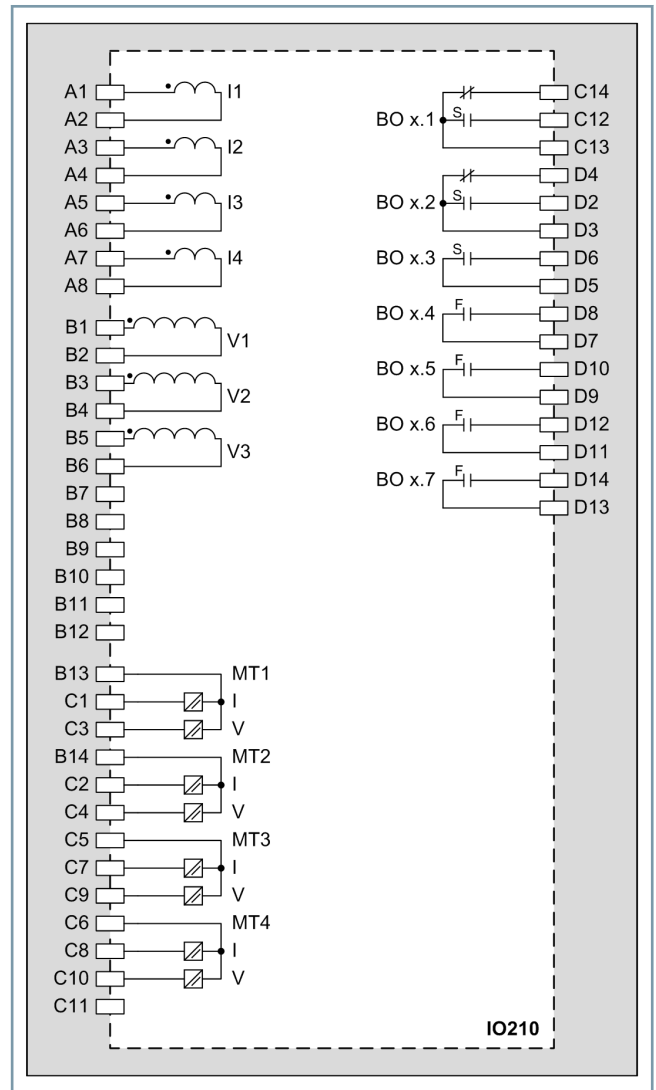 A1 I1 C14
A2 BO x.1 S C12
A3 I2 C13
A4 D4
A5 I3 BO x.2 S D2
A6 D3
A7 I4 BO x.3 S D6
A8 D5
B1 BO x.4 F D8
V1
B2 D7
B3 BO x.5 F D10
V2
B4 D9
B5 BO x.6 F D12
V3
B6 D11
B7 BO x.7 F D14
B8 D13
B9
B10
B11
B12
B13 MT1
C1 I
C3 V
B14 MT2
C2 I
C4 V
C5 MT3
C7 I
C9 V
C6 MT4
C8 I
C10 V
C11
IO210